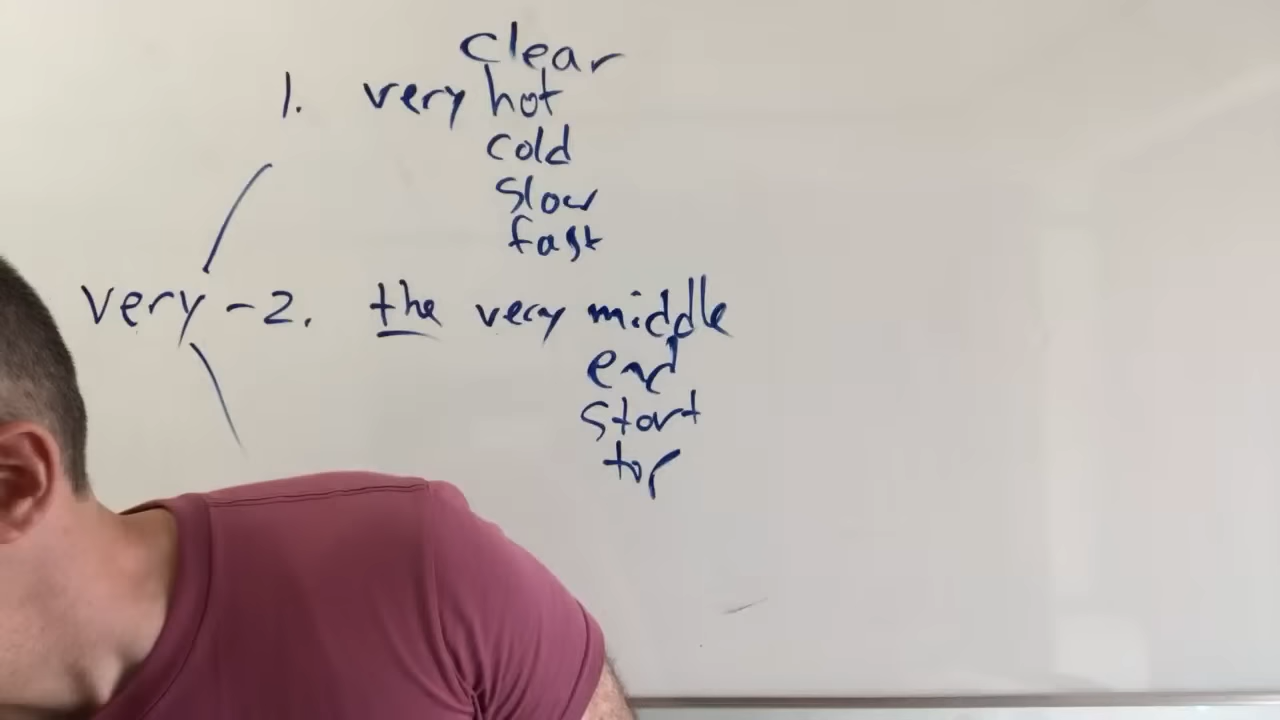 clear
1. very hot
cold
slow
fast
very - 2. the very middle
end
start
top